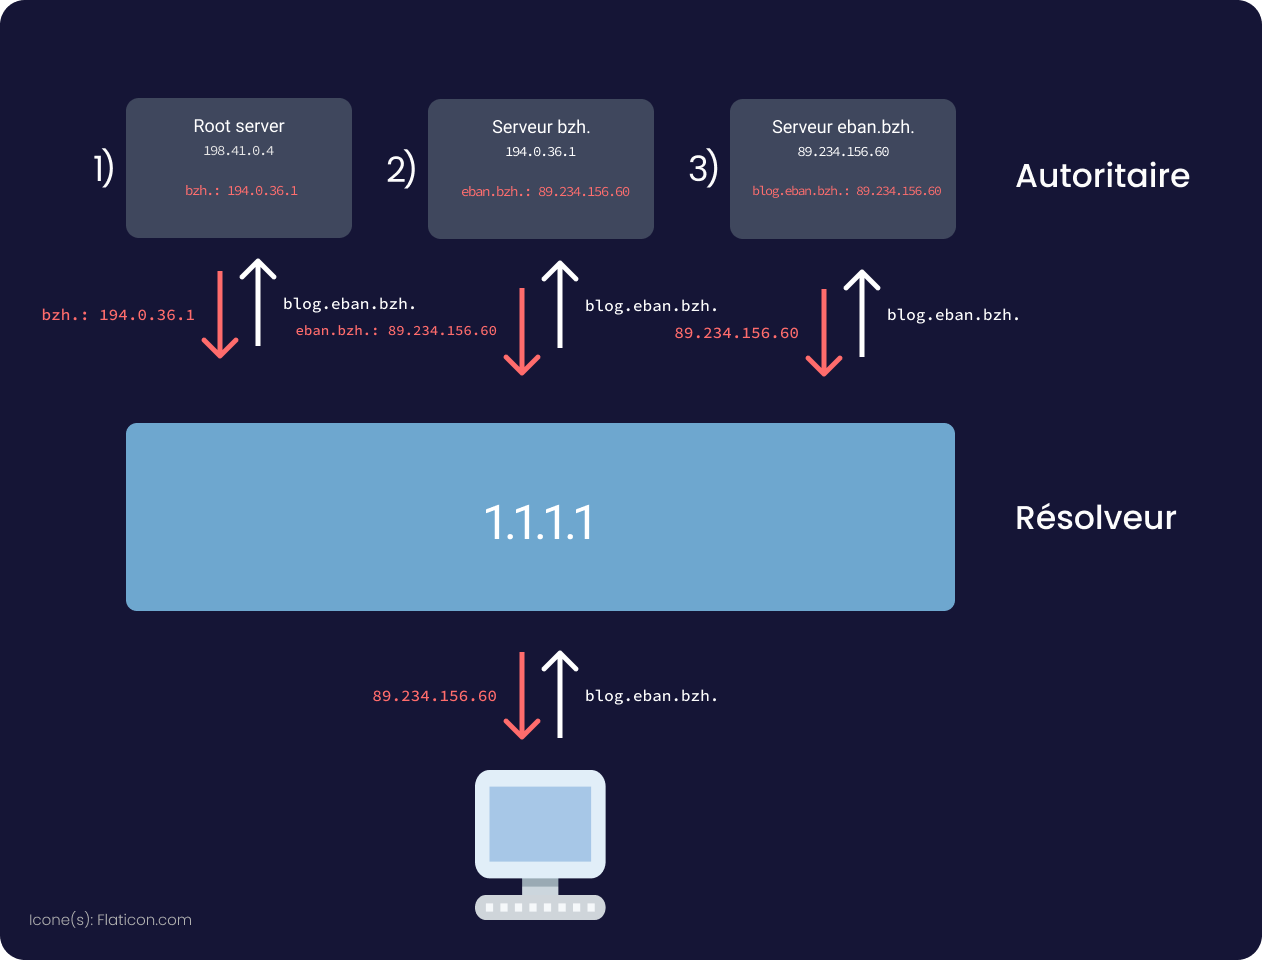 1)
Root server
198.41.0.4
bzh.: 194.0.36.1
2)
Serveur bzh.
194.0.36.1
eban.bzh.: 89.234.156.60
3)
Serveur eban.bzh.
89.234.156.60
blog.eban.bzh.: 89.234.156.60
Autoritaire
bzh.: 194.0.36.1
blog.eban.bzh.
eban.bzh.: 89.234.156.60
blog.eban.bzh.
89.234.156.60
blog.eban.bzh.
1.1.1.1
Résolveur
89.234.156.60
blog.eban.bzh.
Icone(s): Flaticon.com